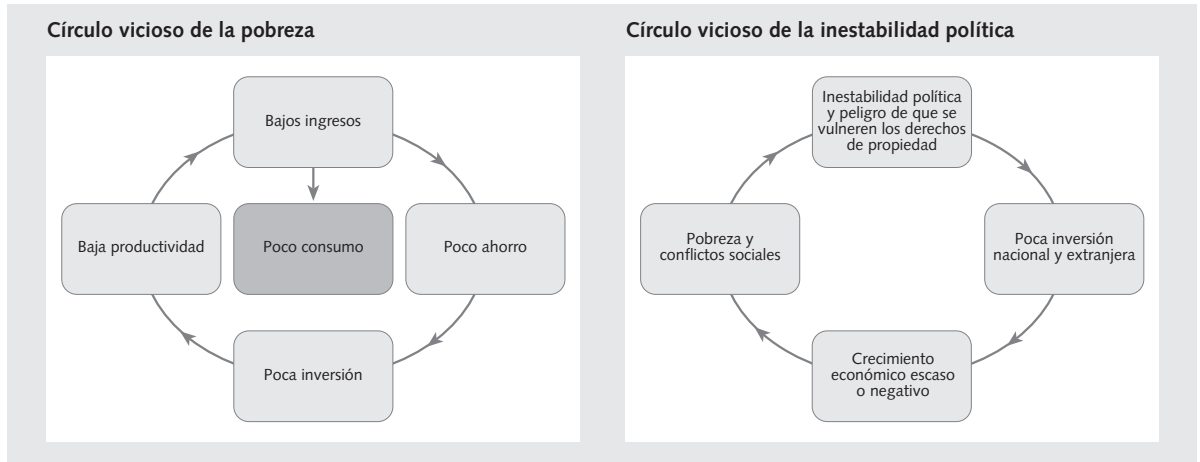 Círculo vicioso de la pobreza
Bajos ingresos
Baja productividad
Poco consumo
Poco ahorro
Poca inversión
Círculo vicioso de la inestabilidad política
Inestabilidad política
y peligro de que se
vulneren los derechos
de propiedad
Pobreza y
conflictos sociales
Poca inversión
nacional y extranjera
Crecimiento
económico escaso
o negativo